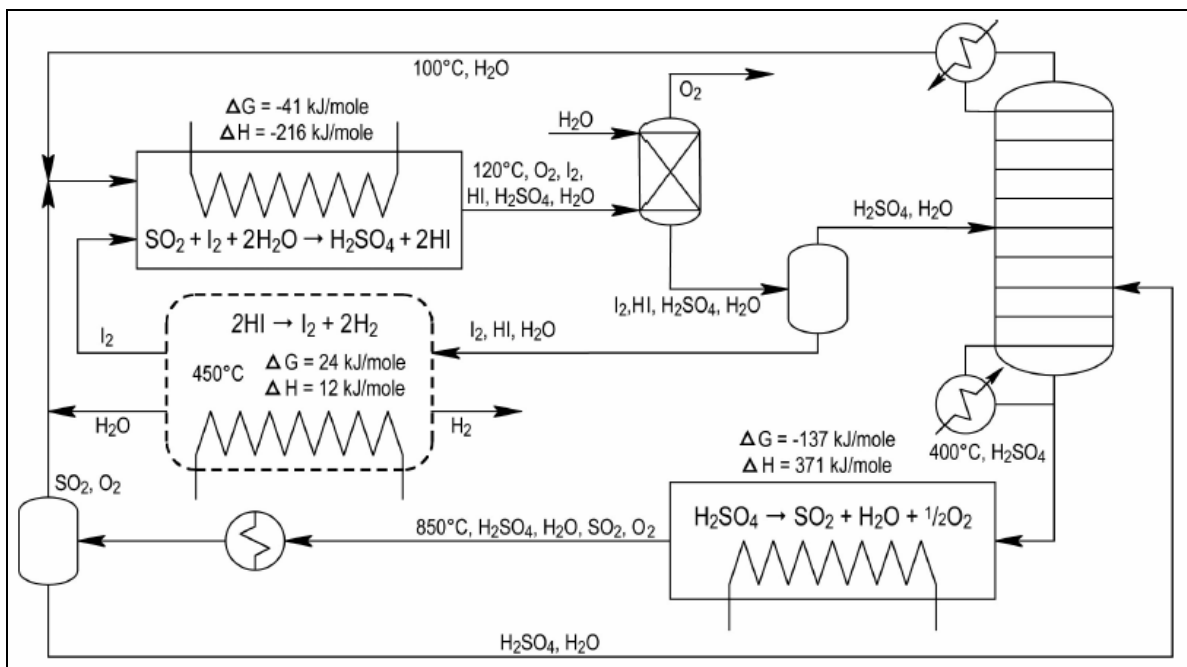 100°C, H₂O
ΔG = -41 kJ/mole
ΔH = -216 kJ/mole
O₂
H₂O
120°C, O₂, I₂,
HI, H₂SO₄, H₂O
SO₂ + I₂ + 2H₂O → H₂SO₄ + 2HI
H₂SO₄, H₂O
I₂,HI, H₂SO₄, H₂O
2HI → I₂ + 2H₂
I₂
I₂, HI, H₂O
450°C
ΔG = 24 kJ/mole
ΔH = 12 kJ/mole
H₂O
H₂
ΔG = -137 kJ/mole
ΔH = 371 kJ/mole
400°C, H₂SO₄
SO₂, O₂
H₂SO₄ → SO₂ + H₂O + 1/2O₂
850°C, H₂SO₄, H₂O, SO₂, O₂
H₂SO₄, H₂O